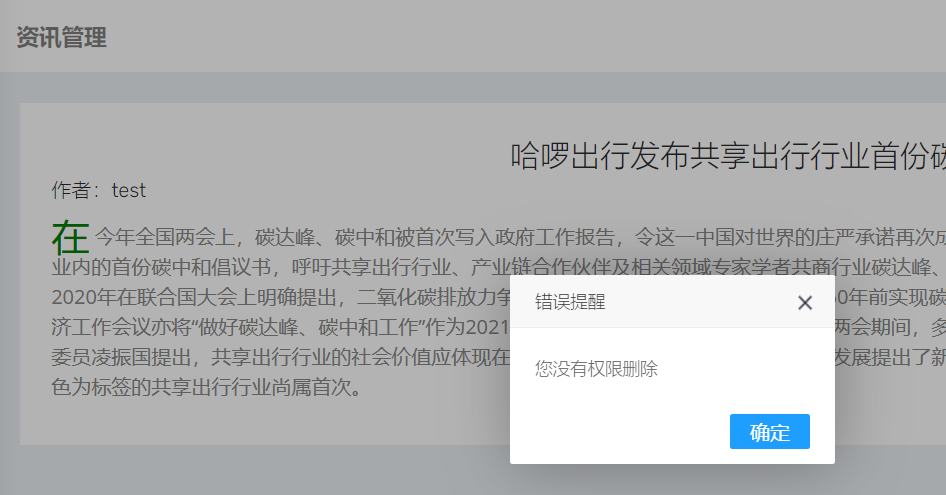 资讯管理
哈啰出行发布共享出行行业首份
作者：test
在 今年全国两会上，碳达峰、碳中和被首次写入政府工作报告，令这一中国对世界的庄严承诺再次成
业内的首份碳中和倡议书，呼吁共享出行行业、产业链合作伙伴及相关领域专家学者共商行业碳达峰、
2020年在联合国大会上明确提出，二氧化碳排放力争 60年前实现碳
济工作会议亦将“做好碳达峰、碳中和工作”作为2021 两会期间，多
委员凌振国提出，共享出行行业的社会价值应体现在 发展提出了新
色为标签的共享出行行业尚属首次。
错误提醒
您没有权限删除
确定